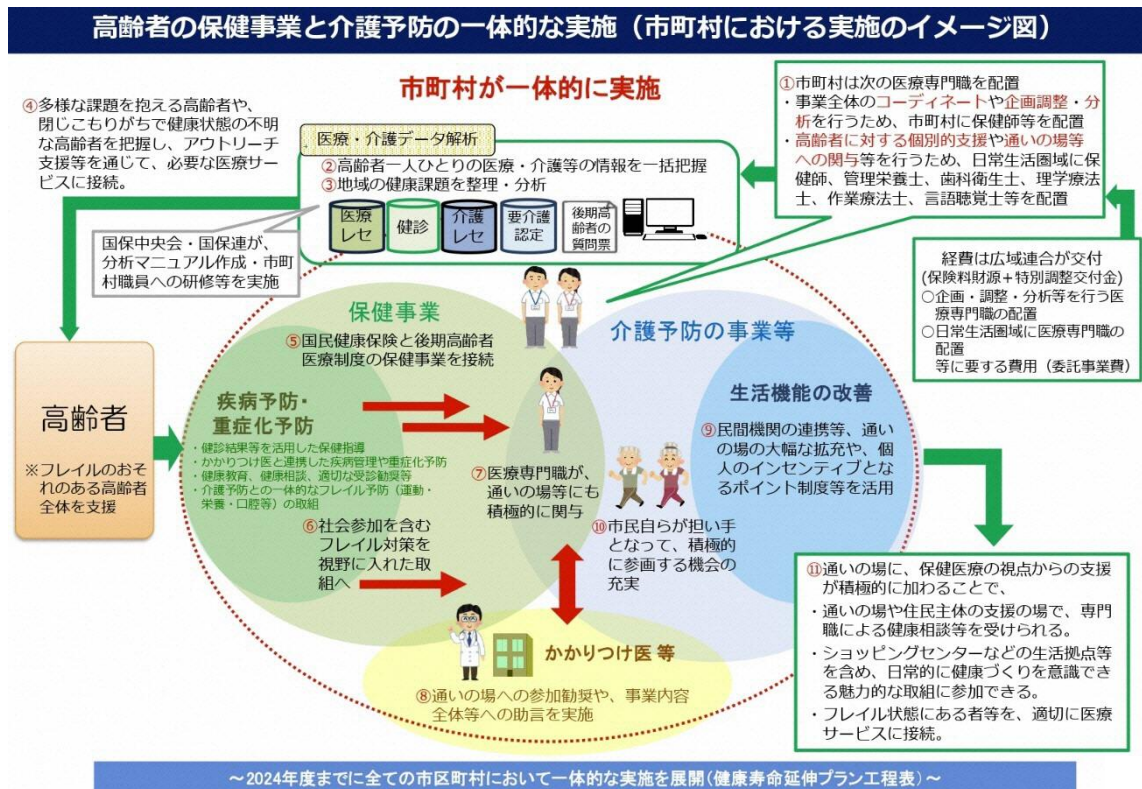 高齢者の保健事業と介護予防の一体的な実施（市町村における実施のイメージ図）
市町村が一体的に実施
④多様な課題を抱える高齢者や、
閉じこもりがちで健康状態の不明
な高齢者を把握し、アウトリーチ
支援等を通じて、必要な医療サー
ビスに接続。
医療・介護データ解析
②高齢者一人ひとりの医療・介護等の情報を一括把握
③地域の健康課題を整理・分析
医療
レセ
健診
介護
レセ
要介護
認定
後期高
齢者の
質問票
①市町村は次の医療専門職を配置
・事業全体のコーディネートや企画調整・分
析を行うため、市町村に保健師等を配置
・高齢者に対する個別的支援や通いの場等
への関与等を行うため、日常生活圏域に保
健師、管理栄養士、歯科衛生士、理学療法
士、作業療法士、言語聴覚士等を配置
国保中央会・国保連が、
分析マニュアル作成・市町
村職員への研修等を実施
経費は広域連合が交付
(保険料財源＋特別調整交付金)
○企画・調整・分析等を行う医
療専門職の配置
○日常生活圏域に医療専門職の
配置
等に要する費用（委託事業費）
高齢者
※フレイルのおそ
れのある高齢者
全体を支援
保健事業
⑤国民健康保険と後期高齢者
医療制度の保健事業を接続
疾病予防・
重症化予防
・健診結果等を活用した保健指導
・かかりつけ医と連携した疾病管理や重症化予防
・健康教育、健康相談、適切な受診勧奨等
・介護予防との一体的なフレイル予防（運動・
栄養・口腔等）の取組
⑥社会参加を含む
フレイル対策を
視野に入れた取
組へ
⑦医療専門職が、
通いの場等にも
積極的に関与
介護予防の事業等
生活機能の改善
⑨民間機関の連携等、通い
の場の大幅な拡充や、個
人のインセンティブとな
るポイント制度等を活用
⑩市民自らが担い手
となって、積極的
に参画する機会の
充実
かかりつけ医 等
⑧通いの場への参加勧奨や、事業内容
全体等への助言を実施
⑪通いの場に、保健医療の視点からの支援
が積極的に加わることで、
・通いの場や住民主体の支援の場で、専門
職による健康相談等を受けられる。
・ショッピングセンターなどの生活拠点等
を含め、日常的に健康づくりを意識でき
る魅力的な取組に参加できる。
・フレイル状態にある者等を、適切に医療
サービスに接続。
～2024年度までに全ての市区町村において一体的な実施を展開（健康寿命延伸プラン工程表）～